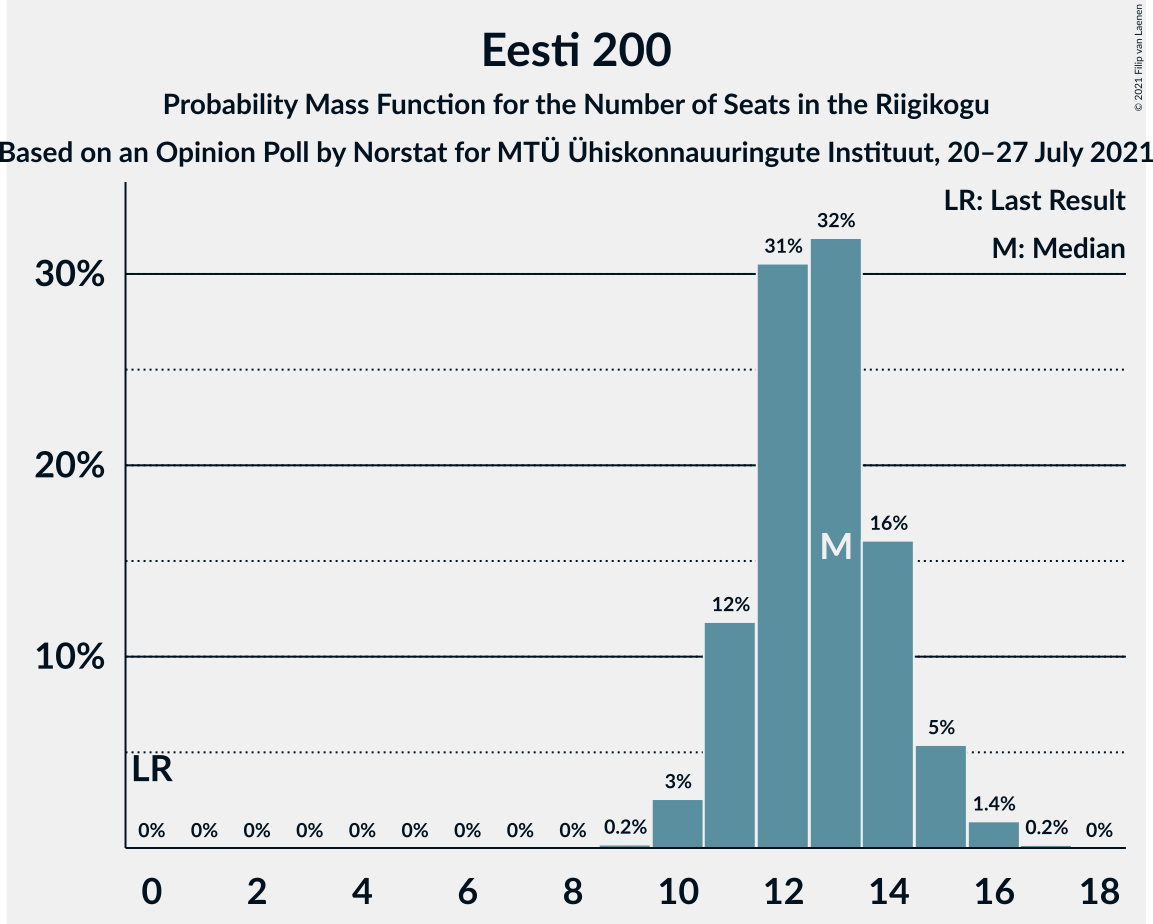 Eesti 200
Probability Mass Function for the Number of Seats in the Riigikogu
Based on an Opinion Poll by Norstat for MTÜ Ühiskonnauuringute Instituut, 20–27 July 2021
© 2021 Filip van Laenen
LR: Last Result
M: Median
30%
20%
10%
32%
31%
16%
M
12%
5%
LR
3%
1.4%
0% 0% 0% 0% 0% 0% 0% 0% 0% 0.2% 0.2% 0%
0 2 4 6 8 10 12 14 16 18